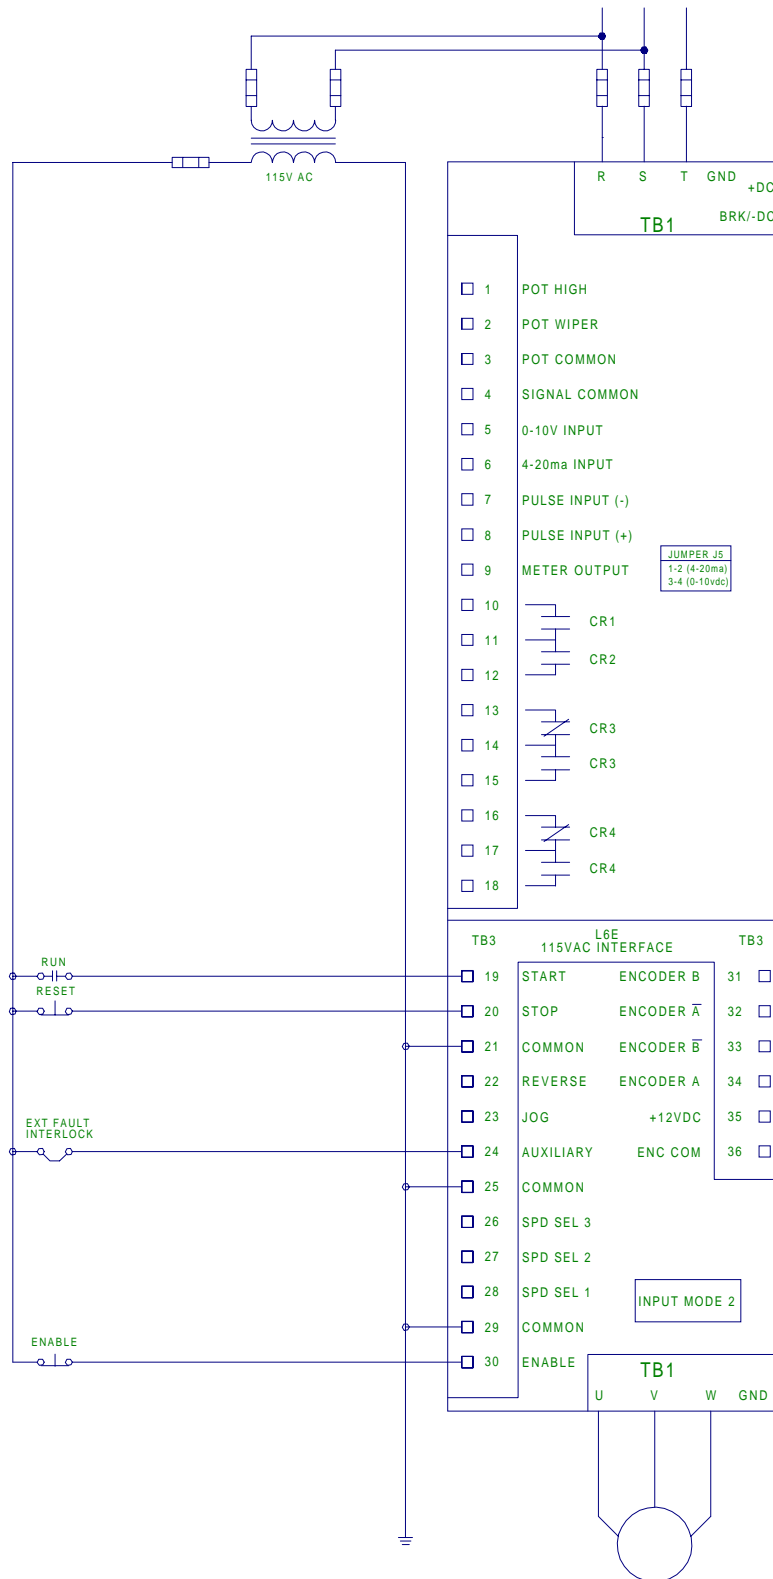 115V AC
R S T GND
+DC
BRK/-DC
TB1
1 POT HIGH
2 POT WIPER
3 POT COMMON
4 SIGNAL COMMON
5 0-10V INPUT
6 4-20ma INPUT
7 PULSE INPUT (-)
8 PULSE INPUT (+)
9 METER OUTPUT
JUMPER J5
1-2 (4-20ma)
3-4 (0-10vdc)
10
CR1
11
CR2
12
13
CR3
14
CR3
15
16
CR4
17
CR4
18
TB3 L6E TB3
115VAC INTERFACE
RUN
19 START ENCODER B 31
RESET
20 STOP ENCODER A̅ 32
21 COMMON ENCODER B̅ 33
22 REVERSE ENCODER A 34
23 JOG +12VDC 35
EXT FAULT
INTERLOCK
24 AUXILIARY ENC COM 36
25 COMMON
26 SPD SEL 3
27 SPD SEL 2
28 SPD SEL 1
INPUT MODE 2
29 COMMON
ENABLE
30 ENABLE
TB1
U V W GND